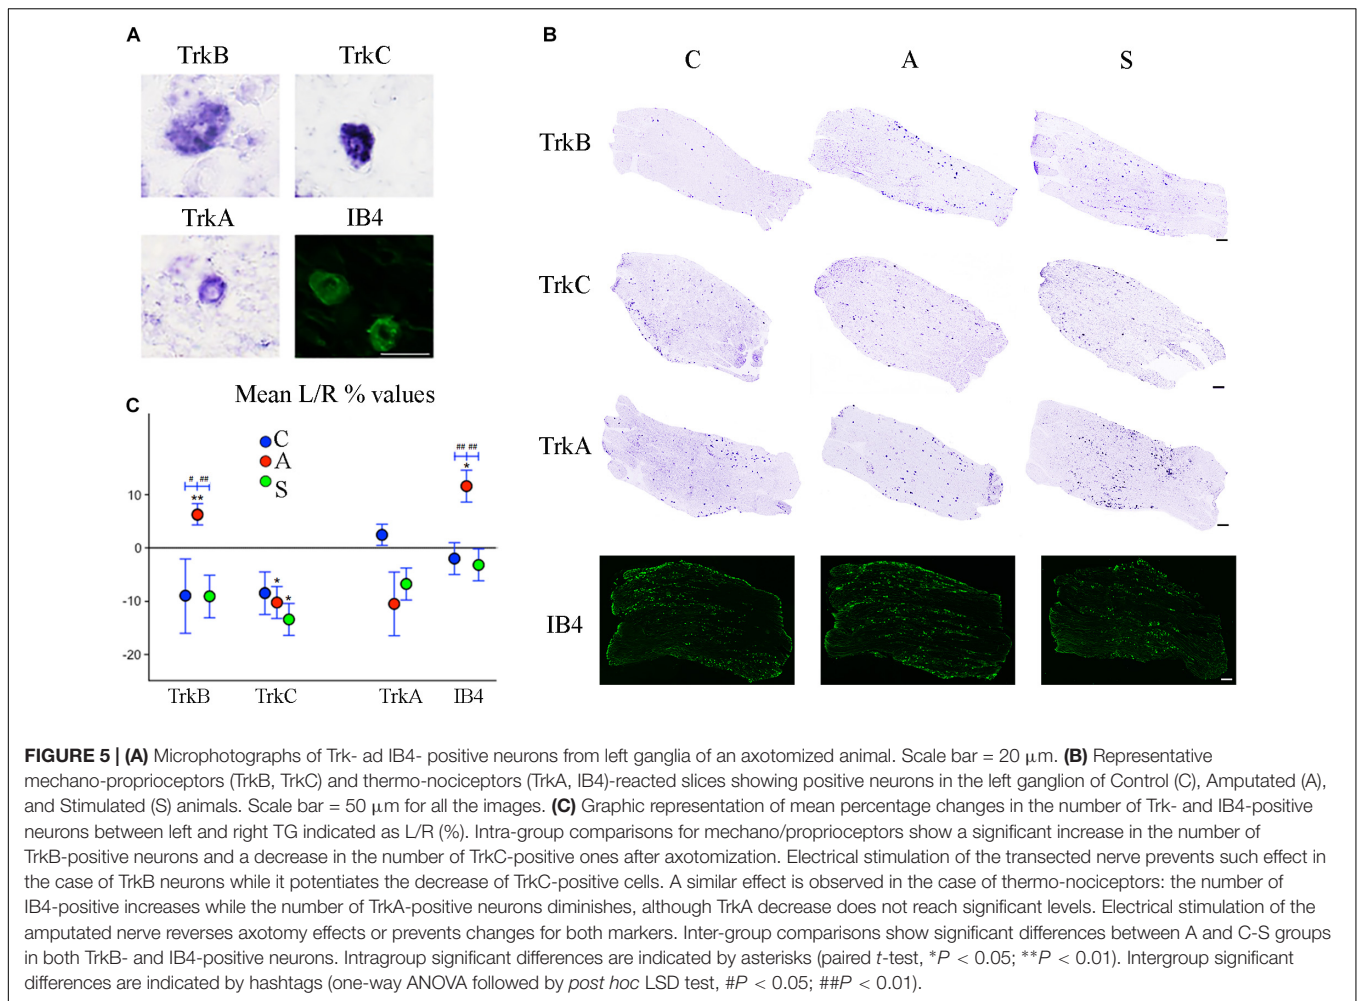 A
TrkB TrkC
TrkA IB4
B
C A S
TrkB
TrkC
TrkA
IB4
C
Mean L/R % values
C
A
S
# ##
**
*
*
## ##
*
10
0
-10
-20
TrkB TrkC TrkA IB4
FIGURE 5 | (A) Microphotographs of Trk- ad IB4- positive neurons from left ganglia of an axotomized animal. Scale bar = 20 μm. (B) Representative
mechano-proprioceptors (TrkB, TrkC) and thermo-nociceptors (TrkA, IB4)-reacted slices showing positive neurons in the left ganglion of Control (C), Amputated (A),
and Stimulated (S) animals. Scale bar = 50 μm for all the images. (C) Graphic representation of mean percentage changes in the number of Trk- and IB4-positive
neurons between left and right TG indicated as L/R (%). Intra-group comparisons for mechano/proprioceptors show a significant increase in the number of
TrkB-positive neurons and a decrease in the number of TrkC-positive ones after axotomization. Electrical stimulation of the transected nerve prevents such effect in
the case of TrkB neurons while it potentiates the decrease of TrkC-positive cells. A similar effect is observed in the case of thermo-nociceptors: the number of
IB4-positive increases while the number of TrkA-positive neurons diminishes, although TrkA decrease does not reach significant levels. Electrical stimulation of the
amputated nerve reverses axotomy effects or prevents changes for both markers. Inter-group comparisons show significant differences between A and C-S groups
in both TrkB- and IB4-positive neurons. Intragroup significant differences are indicated by asterisks (paired t-test, *P < 0.05; **P < 0.01). Intergroup significant
differences are indicated by hashtags (one-way ANOVA followed by post hoc LSD test, #P < 0.05; ##P < 0.01).